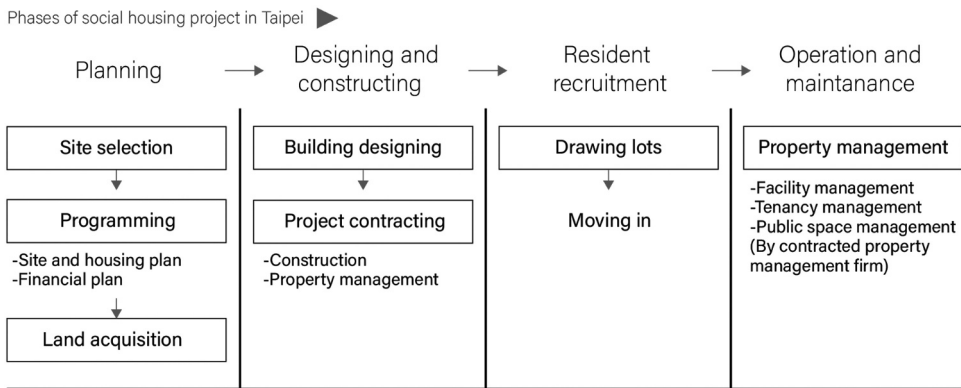 Phases of social housing project in Taipei
Planning
Designing and
constructing
Resident
recruitment
Operation and
maintanance
Site selection
Programming
-Site and housing plan
-Financial plan
Land acquisition
Building designing
Project contracting
-Construction
-Property management
Drawing lots
Moving in
Property management
-Facility management
-Tenancy management
-Public space management
(By contracted property
management firm)